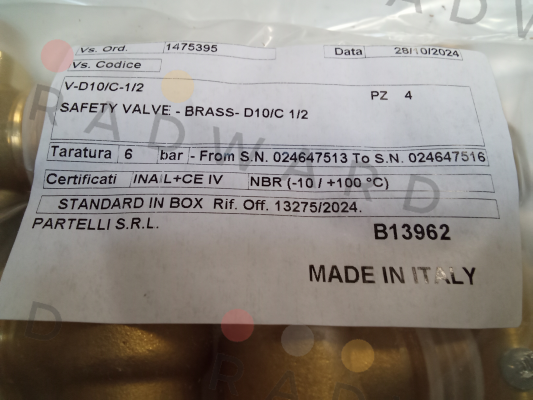 Vs. Ord. 1475395 Data 28/10/2024
Vs. Codice
V-D10/C-1/2 PZ 4
SAFETY VALVE - BRASS- D10/C 1/2
Taratura 6 bar - From S.N. 024647513 To S.N. 024647516
Certificati INAIL+CE IV NBR (-10 / +100 °C)
STANDARD IN BOX Rif. Off. 13275/2024.
PARTELLI S.R.L. B13962
MADE IN ITALY
RADWARD
RADWARD